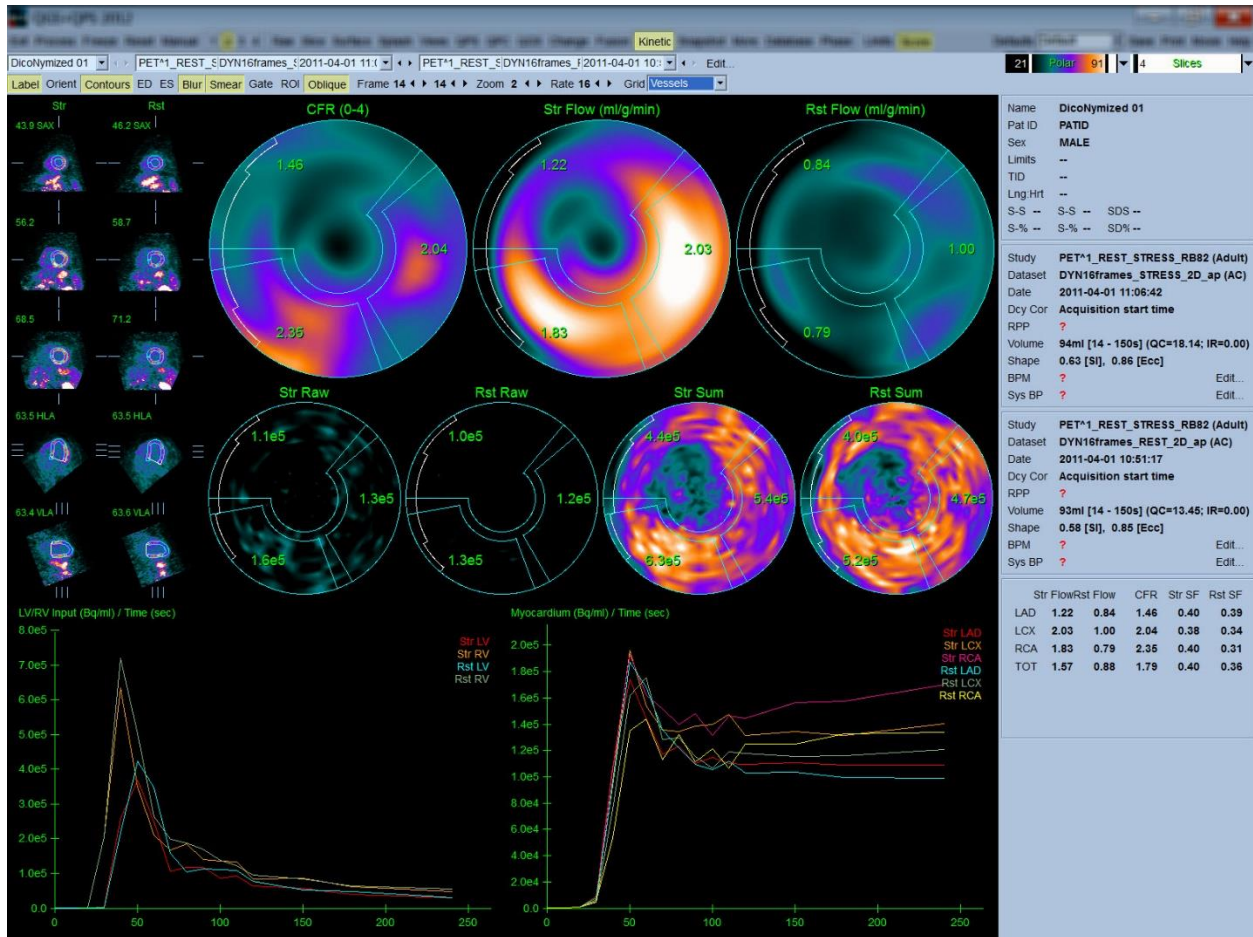 QGS+QPS 2012
Kinetic
DicoNymized 01 PET^1_REST_S DYN16frames_S 2011-04-01 11:( PET^1_REST_S DYN16frames_F 2011-04-01 10: Edit...
21 Polar 91 4 Slices
Label Orient Contours ED ES Blur Smear Gate ROI Oblique Frame 14 14 Zoom 2 Rate 16 Grid Vessels
Str Rst
43.9 SAX 46.2 SAX
56.2 58.7
68.5 71.2
63.5 HLA 63.5 HLA
63.4 VLA 63.6 VLA
CFR (0-4) Str Flow (ml/g/min) Rst Flow (ml/g/min)
1.46 1.22 0.84
2.04 2.03 1.00
2.35 1.83 0.79
Str Raw Rst Raw Str Sum Rst Sum
1.1e5 1.0e5 4.4e5 4.0e5
1.3e5 1.2e5 5.4e5 4.7e5
1.6e5 1.3e5 6.3e5 5.2e5
LV/RV Input (Bq/ml) / Time (sec)
8.0e5
7.0e5
6.0e5
5.0e5
4.0e5
3.0e5
2.0e5
1.0e5
0.0
0 50 100 150 200 250
Str LV
Str RV
Rst LV
Rst RV
Myocardium (Bq/ml) / Time (sec)
2.0e5
1.8e5
1.6e5
1.4e5
1.2e5
1.0e5
8.0e4
6.0e4
4.0e4
2.0e4
0.0
0 50 100 150 200 250
Str LAD
Str LCX
Str RCA
Rst LAD
Rst LCX
Rst RCA
Name DicoNymized 01
Pat ID PATID
Sex MALE
Limits --
TID --
Lng:Hrt --
S-S -- S-S -- SDS --
S-% -- S-% -- SD% --
Study PET^1_REST_STRESS_RB82 (Adult)
Dataset DYN16frames_STRESS_2D_ap (AC)
Date 2011-04-01 11:06:42
Dcy Cor Acquisition start time
RPP ?
Volume 94ml [14 - 150s] (QC=18.14; IR=0.00)
Shape 0.63 [SI], 0.86 [Ecc]
BPM ? Edit...
Sys BP ? Edit...
Study PET^1_REST_STRESS_RB82 (Adult)
Dataset DYN16frames_REST_2D_ap (AC)
Date 2011-04-01 10:51:17
Dcy Cor Acquisition start time
RPP ?
Volume 93ml [14 - 150s] (QC=13.45; IR=0.00)
Shape 0.58 [SI], 0.85 [Ecc]
BPM ? Edit...
Sys BP ? Edit...
Str Flow Rst Flow CFR Str SF Rst SF
LAD 1.22 0.84 1.46 0.40 0.39
LCX 2.03 1.00 2.04 0.38 0.34
RCA 1.83 0.79 2.35 0.40 0.31
TOT 1.57 0.88 1.79 0.40 0.36